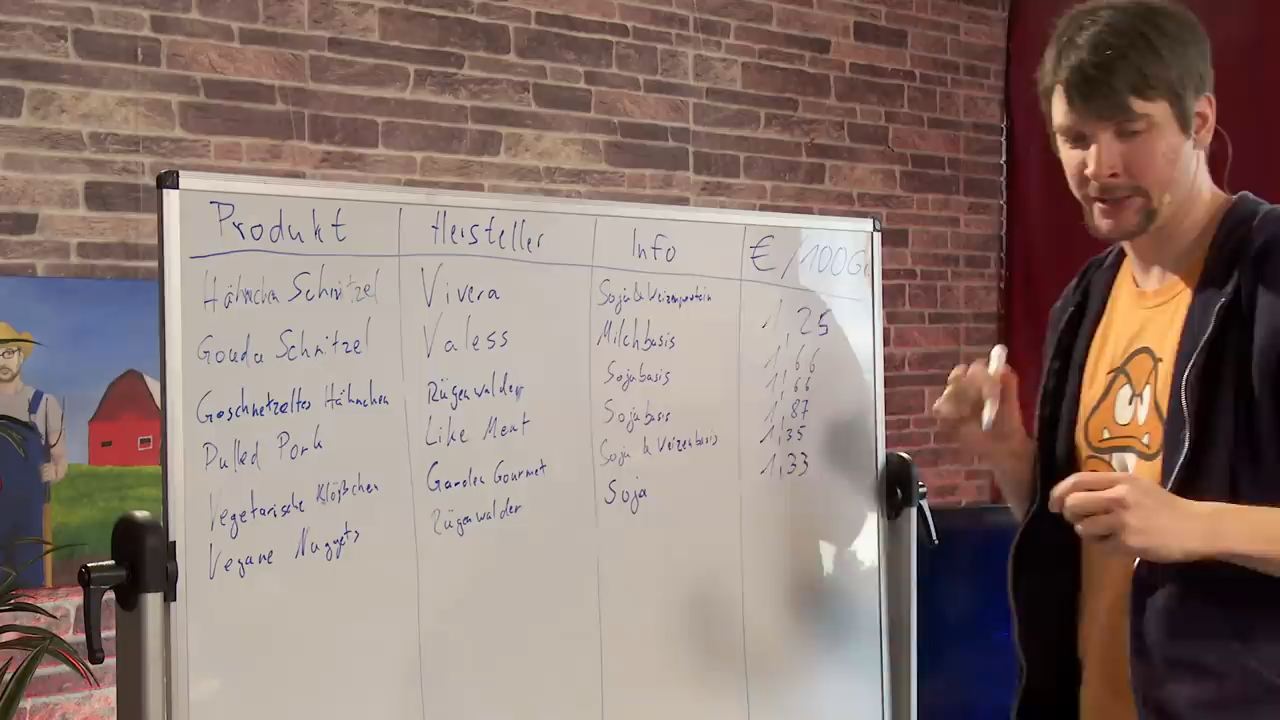 Produkt Hersteller Info €/100Gr
Hähnchen Schnitzel Vivera Soja & Weizenprotein 1,25
Gouda Schnitzel Valess Milchbasis 1,66
Geschnetzeltes Hähnchen Rügenwalder Sojabasis 1,66
Pulled Pork Like Meat Sojabasis 1,87
Vegetarische Klößchen Garden Gourmet Soja & Weizenbasis 1,35
Vegane Nuggets Rügenwalder Soja 1,33